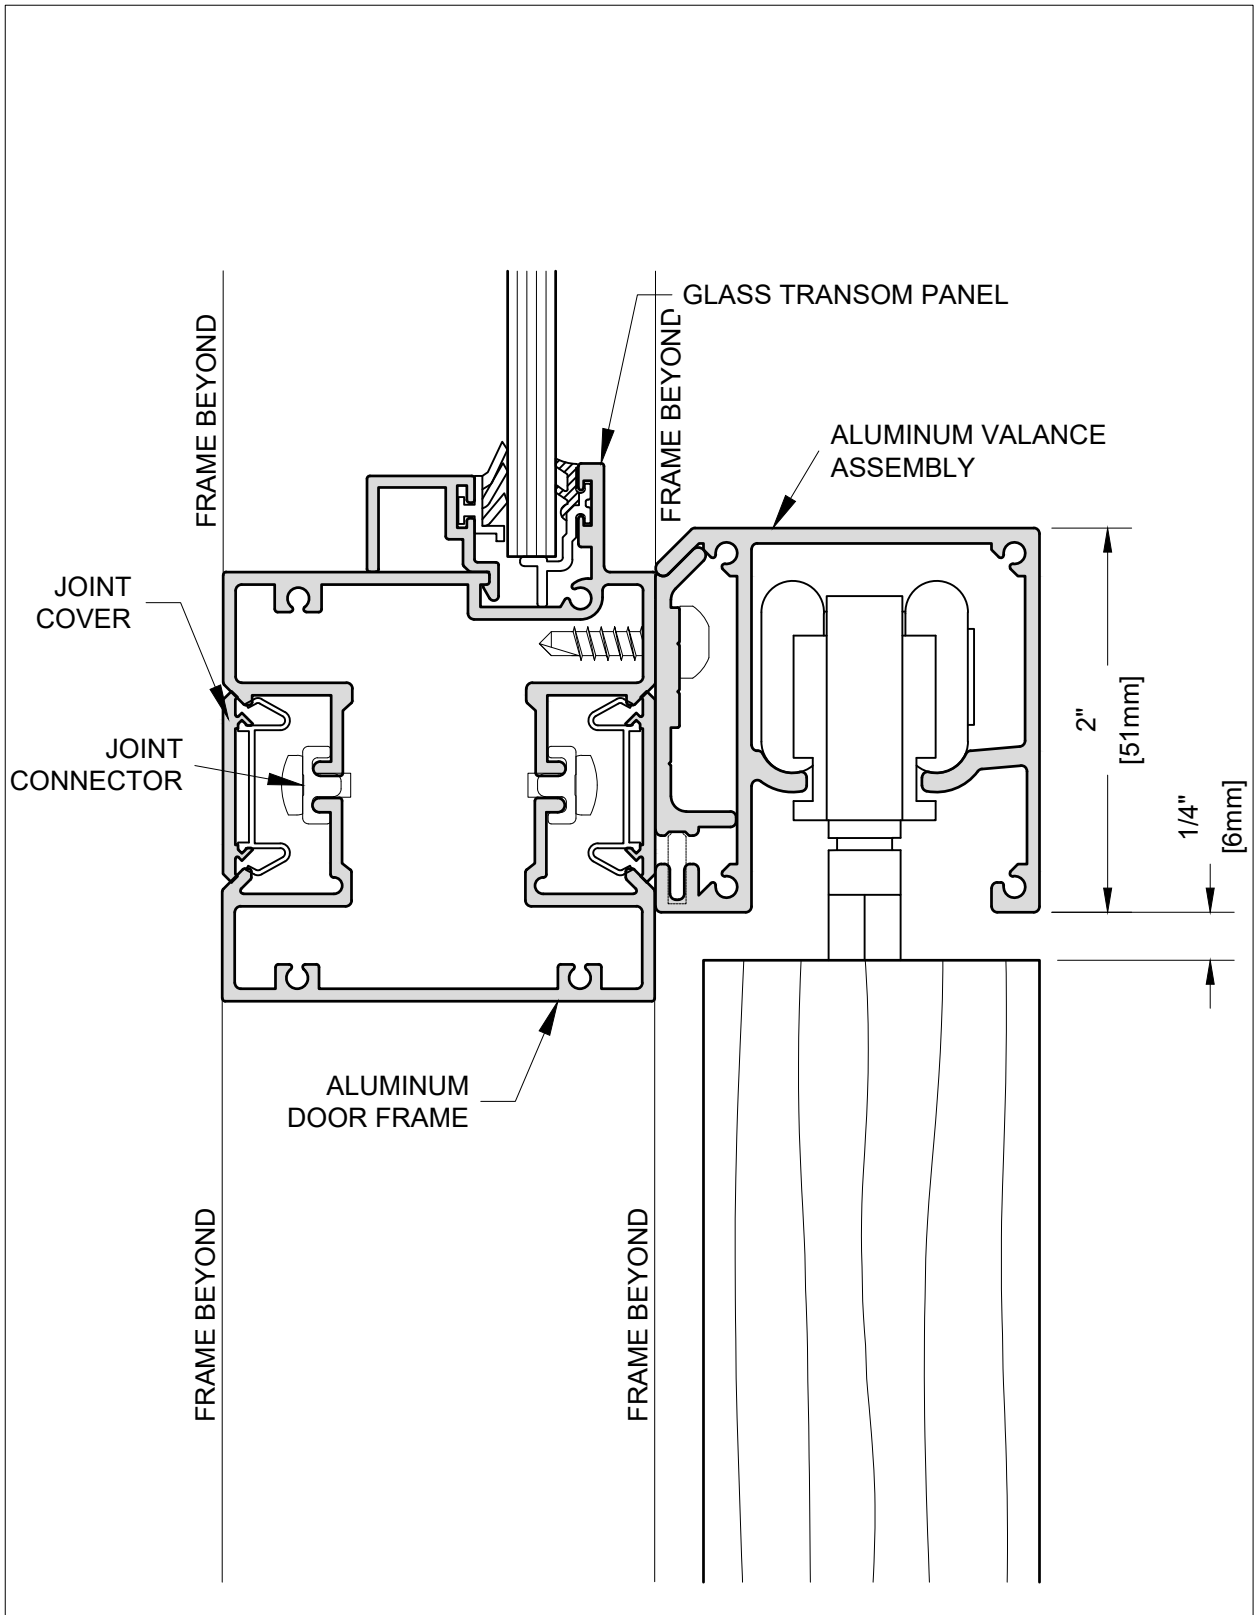 GLASS TRANSOM PANEL
FRAME BEYOND
FRAME BEYOND
ALUMINUM VALANCE
ASSEMBLY
JOINT
COVER
JOINT
CONNECTOR
2"
[51mm]
1/4"
[6mm]
ALUMINUM
DOOR FRAME
FRAME BEYOND
FRAME BEYOND